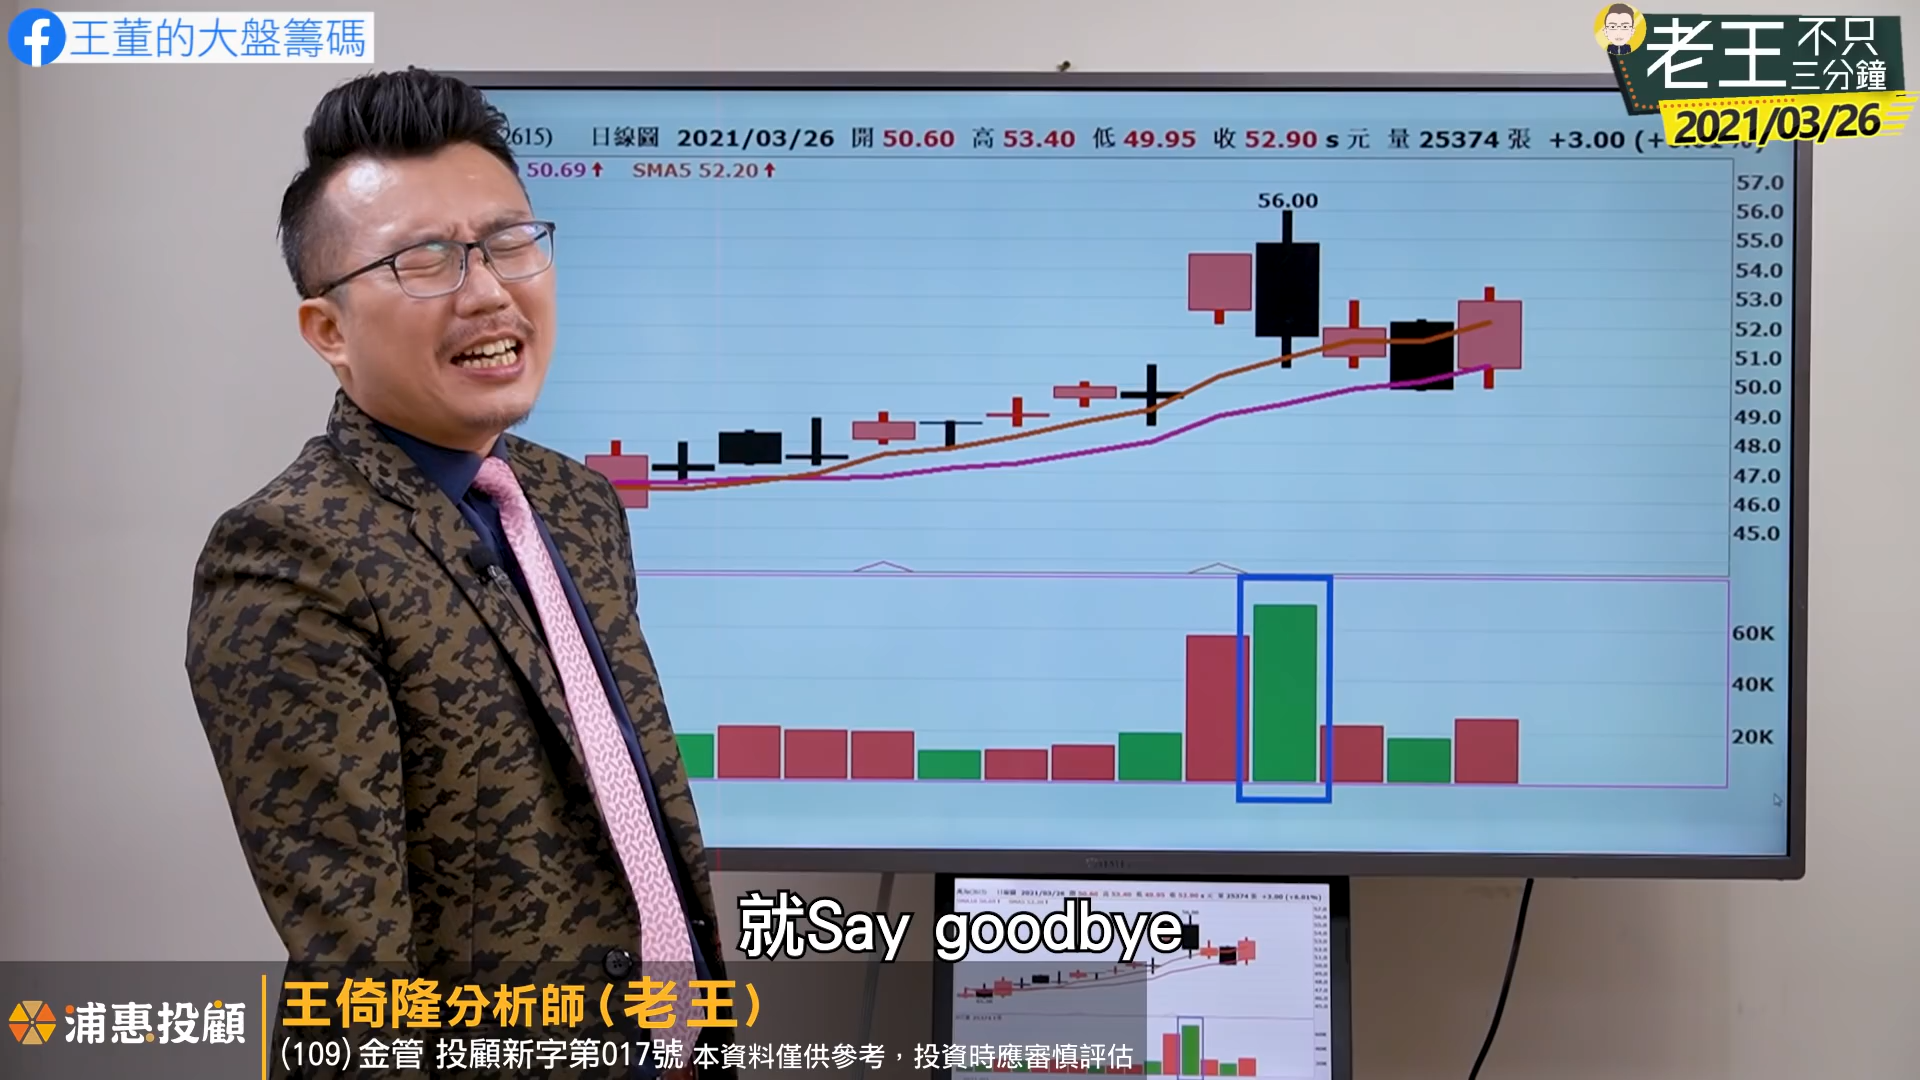 王董的大盤籌碼
老王不只三分鐘
2021/03/26
2615) 日線圖 2021/03/26 開 50.60 高 53.40 低 49.95 收 52.90 s 元 量 25374 張 +3.00 (+
50.69↑ SMA5 52.20↑
56.00
57.0
56.0
55.0
54.0
53.0
52.0
51.0
50.0
49.0
48.0
47.0
46.0
45.0
60K
40K
20K
就Say goodbye
浦惠投顧
王倚隆分析師(老王)
(109)金管 投顧新字第017號 本資料僅供參考，投資時應審慎評估